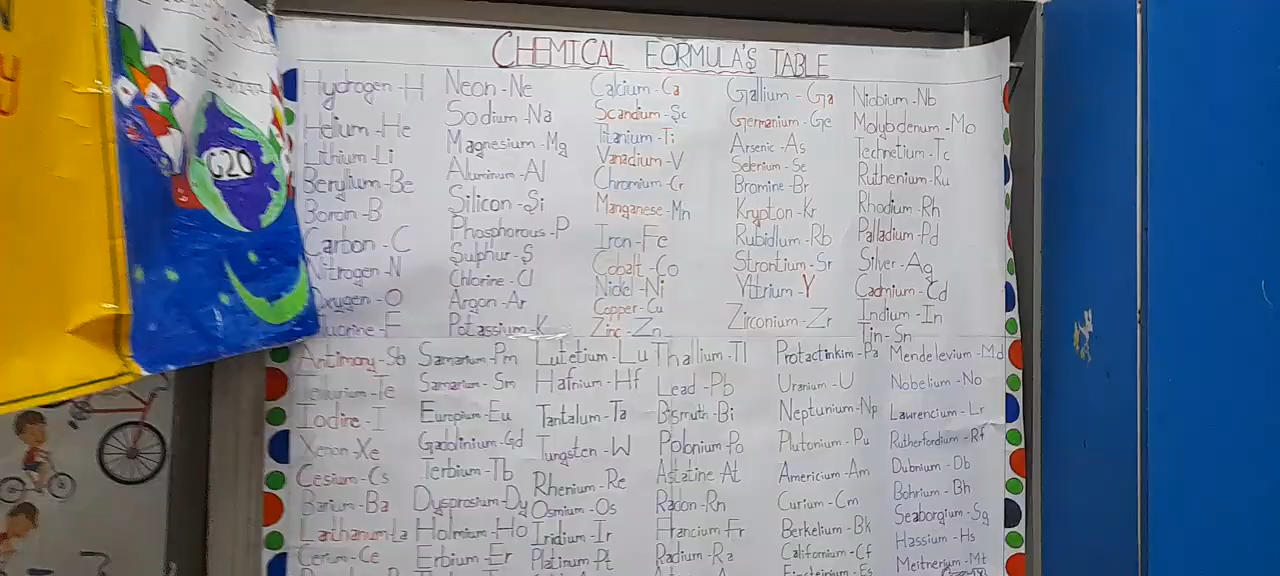 CHEMICAL FORMULA'S TABLE
Hydrogen-H
Helium-He
Lithium-Li
Berylium-Be
Boron-B
Carbon-C
Nitrogen-N
Oxygen-O
Fluorine-F
Neon-Ne
Sodium-Na
Magnesium-Mg
Aluminum-Al
Silicon-Si
Phosphorous-P
Sulphur-S
Chlorine-Cl
Argon-Ar
Potassium-K
Calcium-Ca
Scandium-Sc
Titanium-Ti
Vanadium-V
Chromium-Cr
Manganese-Mn
Iron-Fe
Cobalt-Co
Nickel-Ni
Copper-Cu
Zinc-Zn
Gallium-Ga
Germanium-Ge
Arsenic-As
Selenium-Se
Bromine-Br
Krypton-Kr
Rubidium-Rb
Strontium-Sr
Yttrium-Y
Zirconium-Zr
Niobium-Nb
Molybdenum-Mo
Technetium-Tc
Ruthenium-Ru
Rhodium-Rh
Palladium-Pd
Silver-Ag
Cadmium-Cd
Indium-In
Tin-Sn
Antimony-Sb
Tellurium-Te
Iodine-I
Xenon-Xe
Cesium-Cs
Barium-Ba
Lanthanum-La
Cerium-Ce
Samarium-Pm
Samarium-Sm
Europium-Eu
Gadolinium-Gd
Terbium-Tb
Dysprosium-Dy
Holmium-Ho
Erbium-Er
Lutetium-Lu
Hafnium-Hf
Tantalum-Ta
Tungsten-W
Rhenium-Re
Osmium-Os
Iridium-Ir
Platinum-Pt
Thallium-Tl
Lead-Pb
Bismuth-Bi
Polonium-Po
Astatine-At
Radon-Rn
Francium-Fr
Radium-Ra
Protactinkim-Pa
Uranium-U
Neptunium-Np
Plutonium-Pu
Americium-Am
Curium-Cm
Berkelium-Bk
Californium-Cf
Einsteinium-Es
Mendelevium-Md
Nobelium-No
Lawrencium-Lr
Rutherfordium-Rf
Dubnium-Db
Bohrium-Bh
Seaborgium-Sg
Hassium-Hs
Meitnerium-Mt
G20